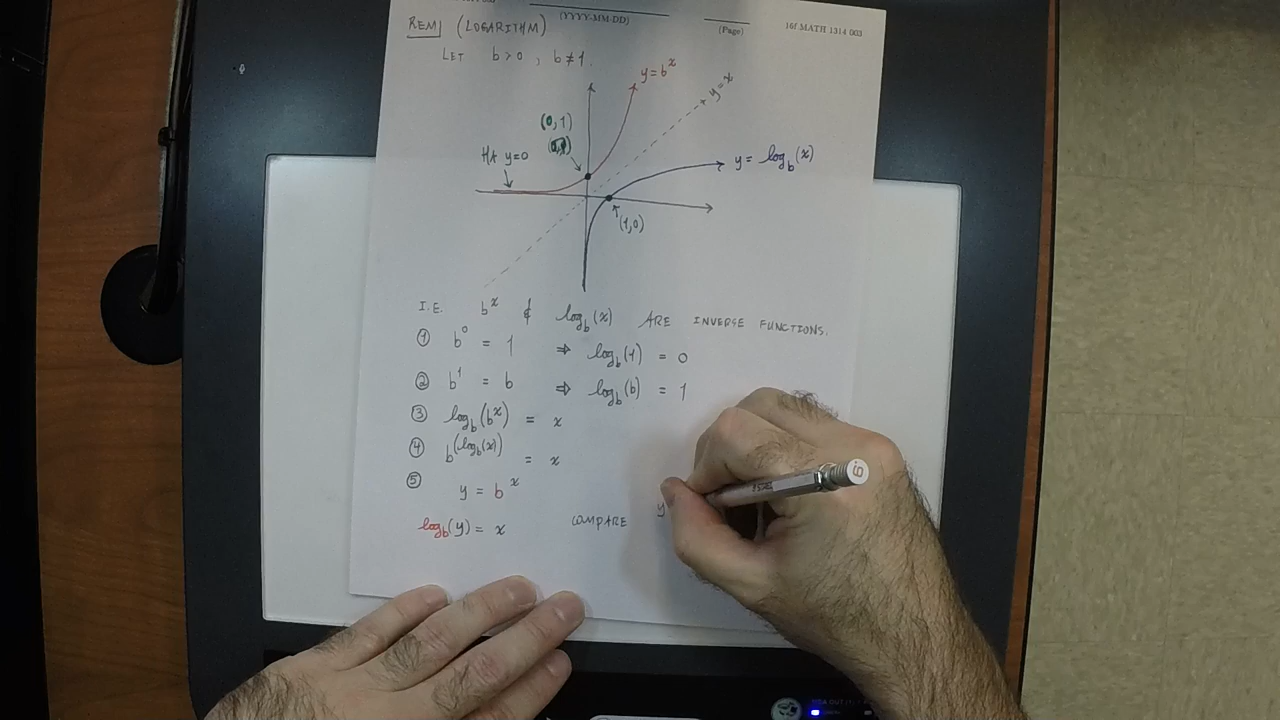 (YYYY-MM-DD)
(Page)
16f MATH 1314 003
REM (LOGARITHM)
LET b > 0 , b ≠ 1.
y = b^x
y = x
(0, 1)
HA y=0
y = log_b(x)
(1,0)
I.E. b^x & log_b(x) ARE INVERSE FUNCTIONS.
① b^0 = 1 ⇒ log_b(1) = 0
② b^1 = b ⇒ log_b(b) = 1
③ log_b(b^x) = x
④ b^(log_b(x)) = x
⑤ y = b^x
log_b(y) = x COMPARE y